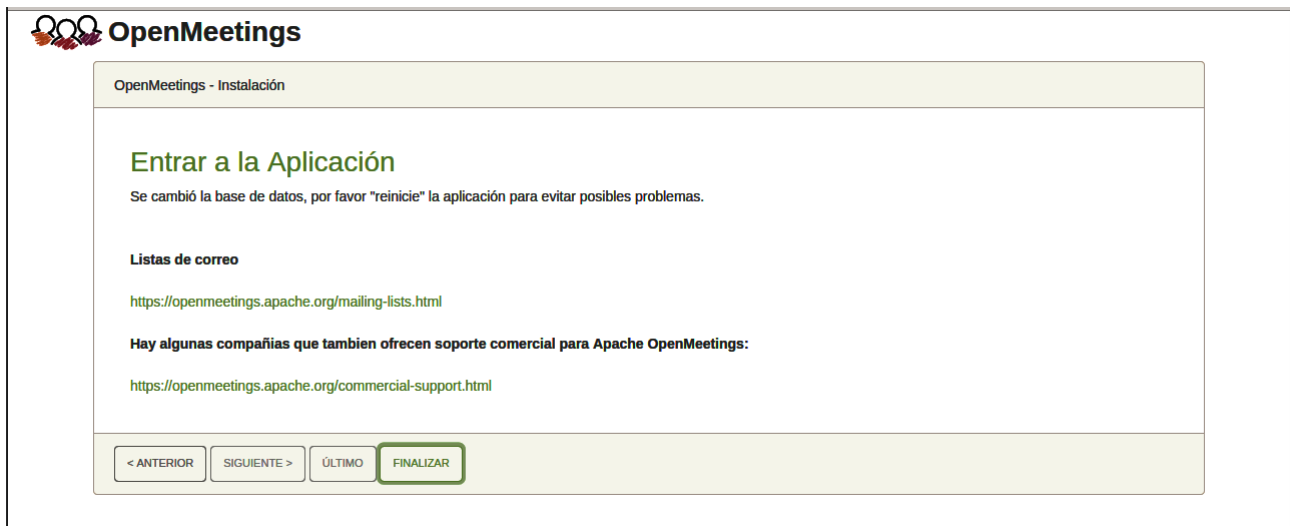 OpenMeetings
OpenMeetings - Instalación
Entrar a la Aplicación
Se cambió la base de datos, por favor "reinicie" la aplicación para evitar posibles problemas.
Listas de correo
https://openmeetings.apache.org/mailing-lists.html
Hay algunas compañias que tambien ofrecen soporte comercial para Apache OpenMeetings:
https://openmeetings.apache.org/commercial-support.html
< ANTERIOR SIGUIENTE > ÚLTIMO FINALIZAR